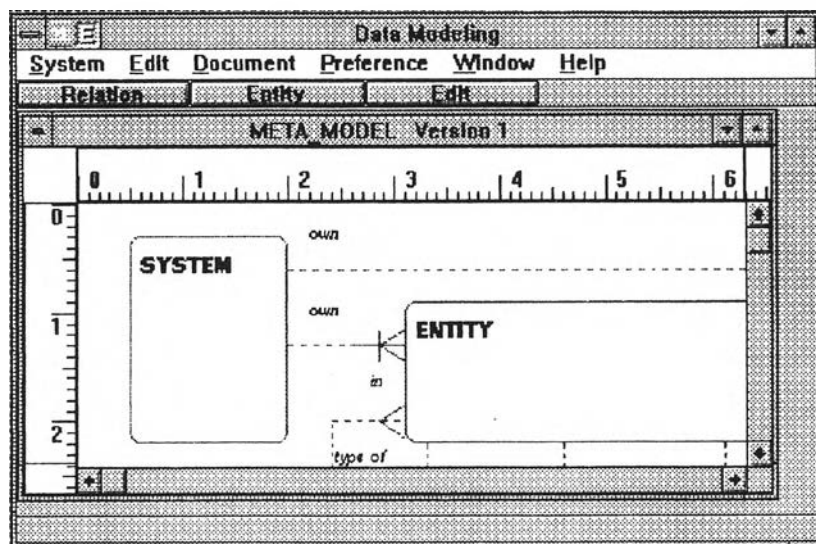 Data Modeling
System Edit Document Preference Window Help
Relation Entity Edit
META_MODEL Version 1
0 1 2 3 4 5 6
0
own
SYSTEM
own
1
ENTITY
in
2
type of